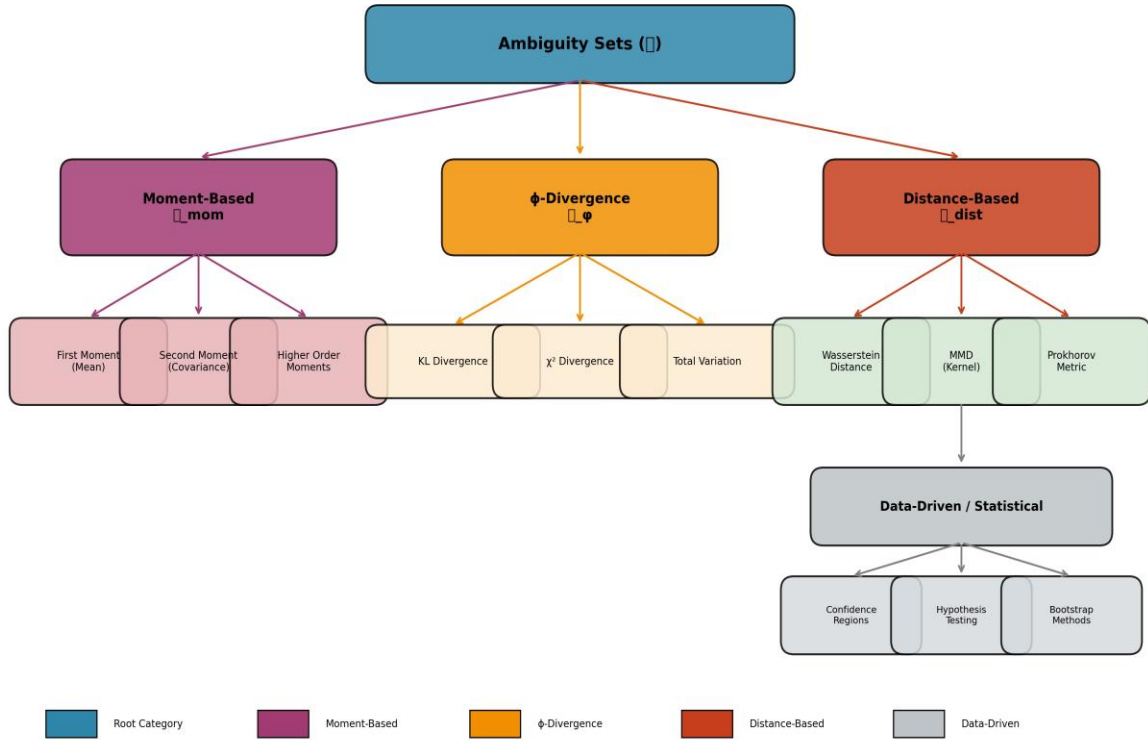 Ambiguity Sets (▯)
Moment-Based
▯_mom
ϕ-Divergence
▯_φ
Distance-Based
▯_dist
First Moment
(Mean)
Second Moment
(Covariance)
Higher Order
Moments
KL Divergence
χ² Divergence
Total Variation
Wasserstein
Distance
MMD
(Kernel)
Prokhorov
Metric
Data-Driven / Statistical
Confidence
Regions
Hypothesis
Testing
Bootstrap
Methods
Root Category
Moment-Based
ϕ-Divergence
Distance-Based
Data-Driven